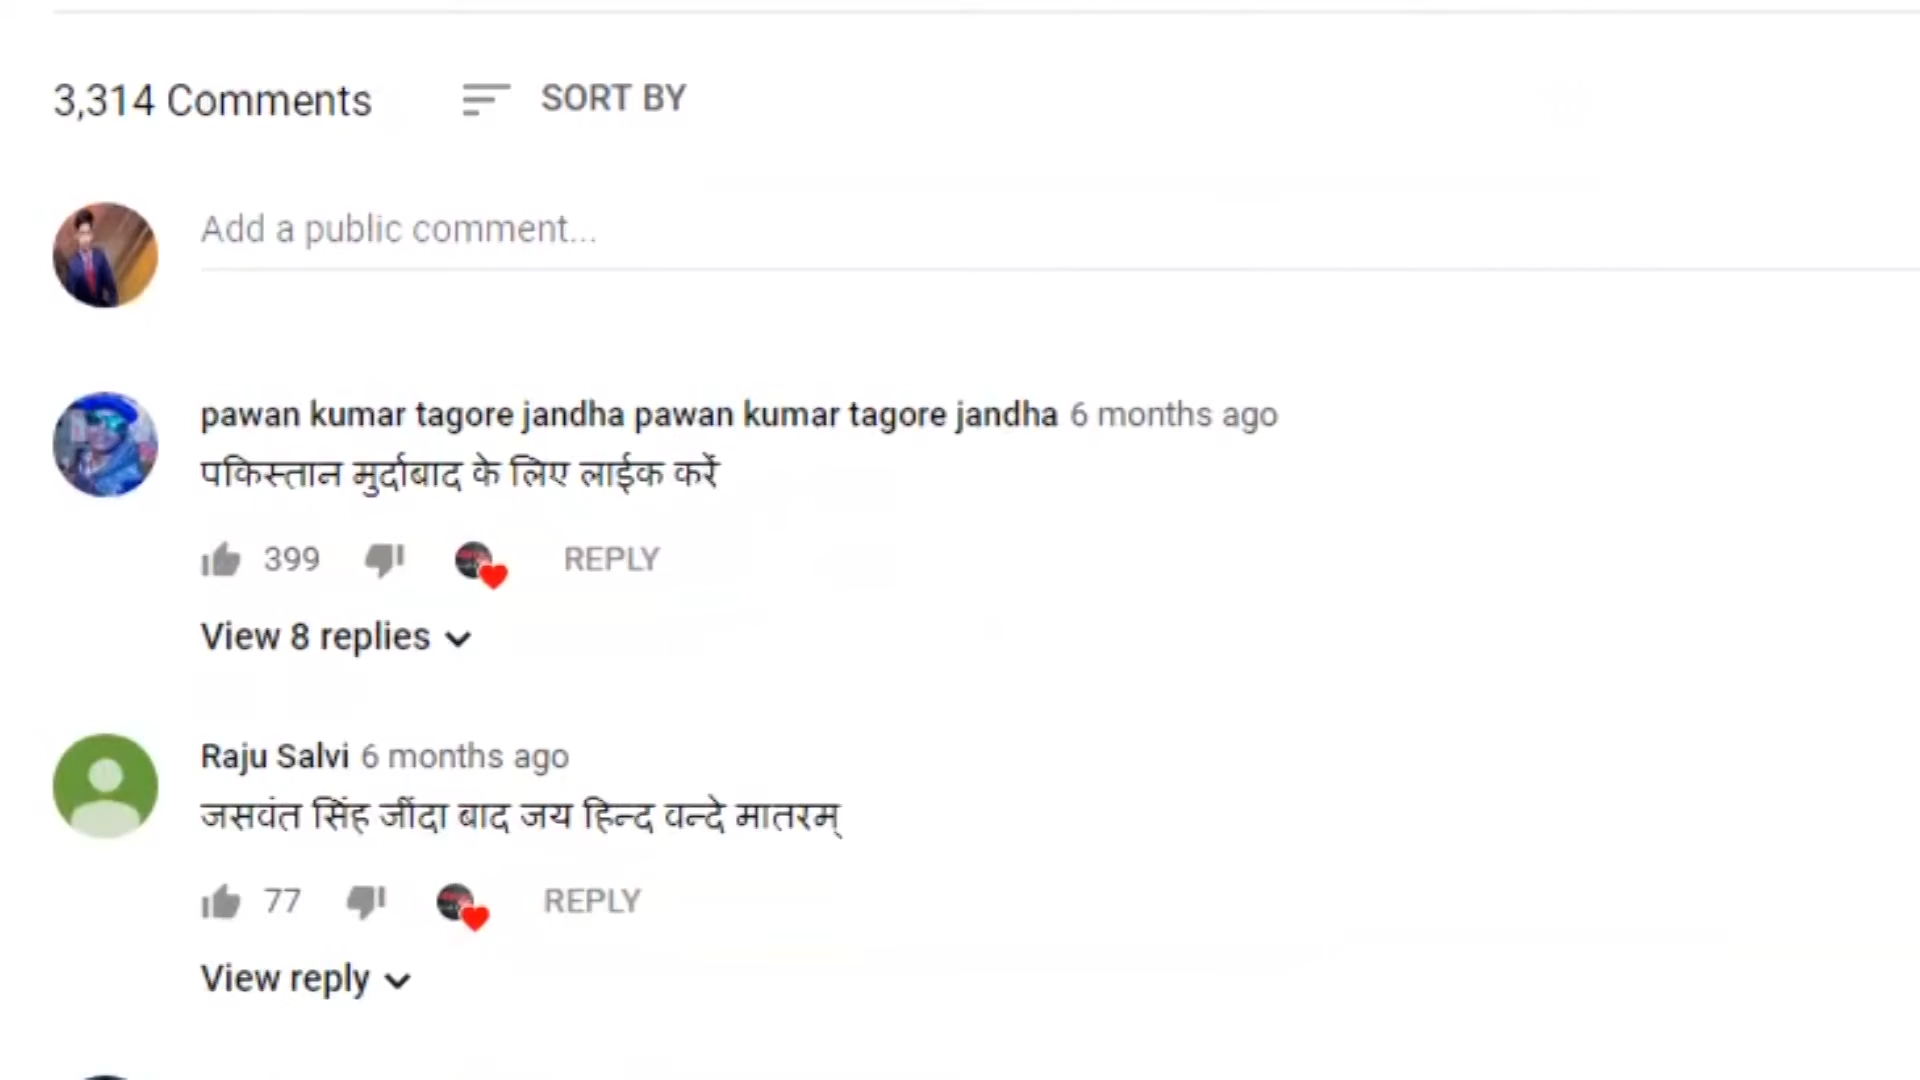 3,314 Comments SORT BY
Add a public comment...
pawan kumar tagore jandha pawan kumar tagore jandha 6 months ago
पकिस्तान मुर्दाबाद के लिए लाईक करें
399 REPLY
View 8 replies
Raju Salvi 6 months ago
जसवंत सिंह जींदा बाद जय हिन्द वन्दे मातरम्
77 REPLY
View reply